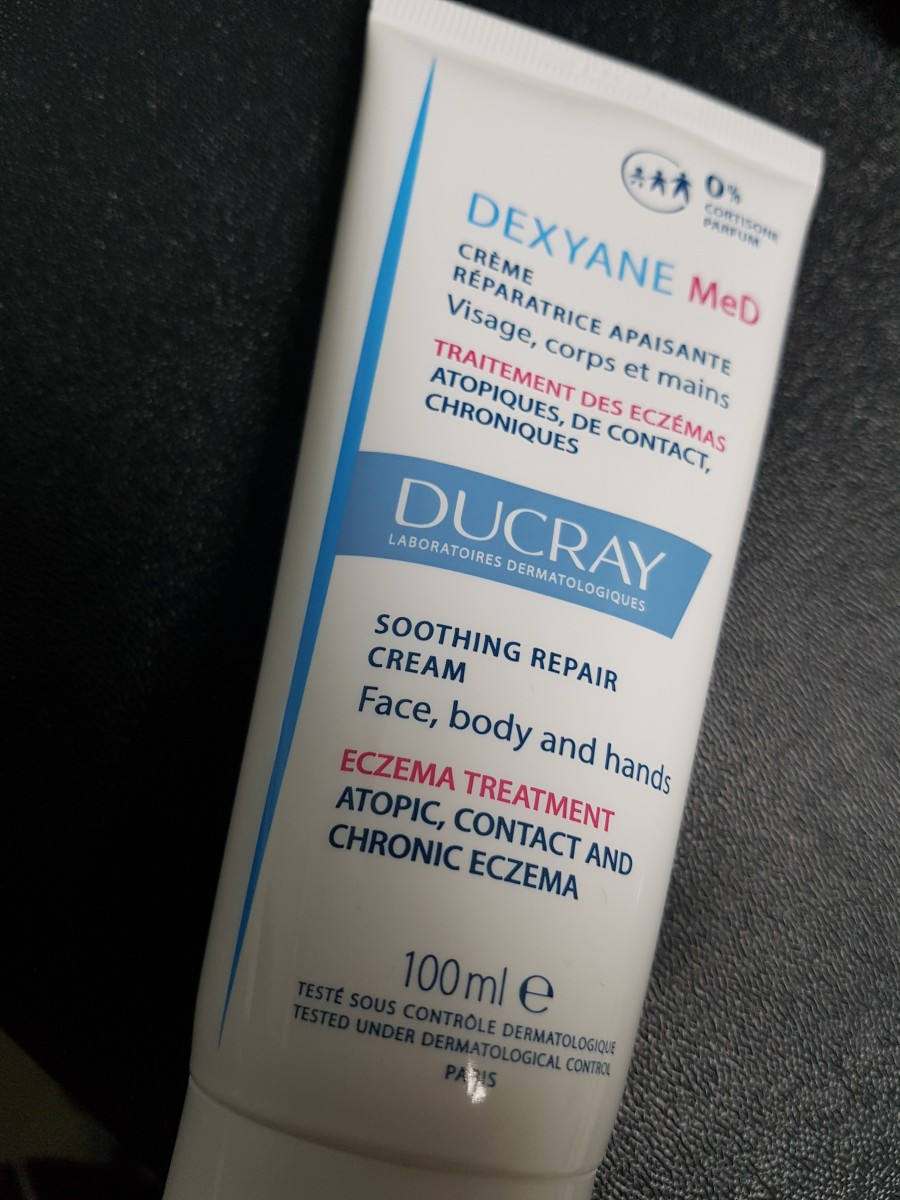 0%
CORTISONE
PARFUM
DEXYANE MeD
CRÈME
RÉPARATRICE APAISANTE
Visage, corps et mains
TRAITEMENT DES ECZÉMAS
ATOPIQUES, DE CONTACT,
CHRONIQUES
DUCRAY
LABORATOIRES DERMATOLOGIQUES
SOOTHING REPAIR
CREAM
Face, body and hands
ECZEMA TREATMENT
ATOPIC, CONTACT AND
CHRONIC ECZEMA
100 ml ℮
TESTÉ SOUS CONTRÔLE DERMATOLOGIQUE
TESTED UNDER DERMATOLOGICAL CONTROL
PARIS